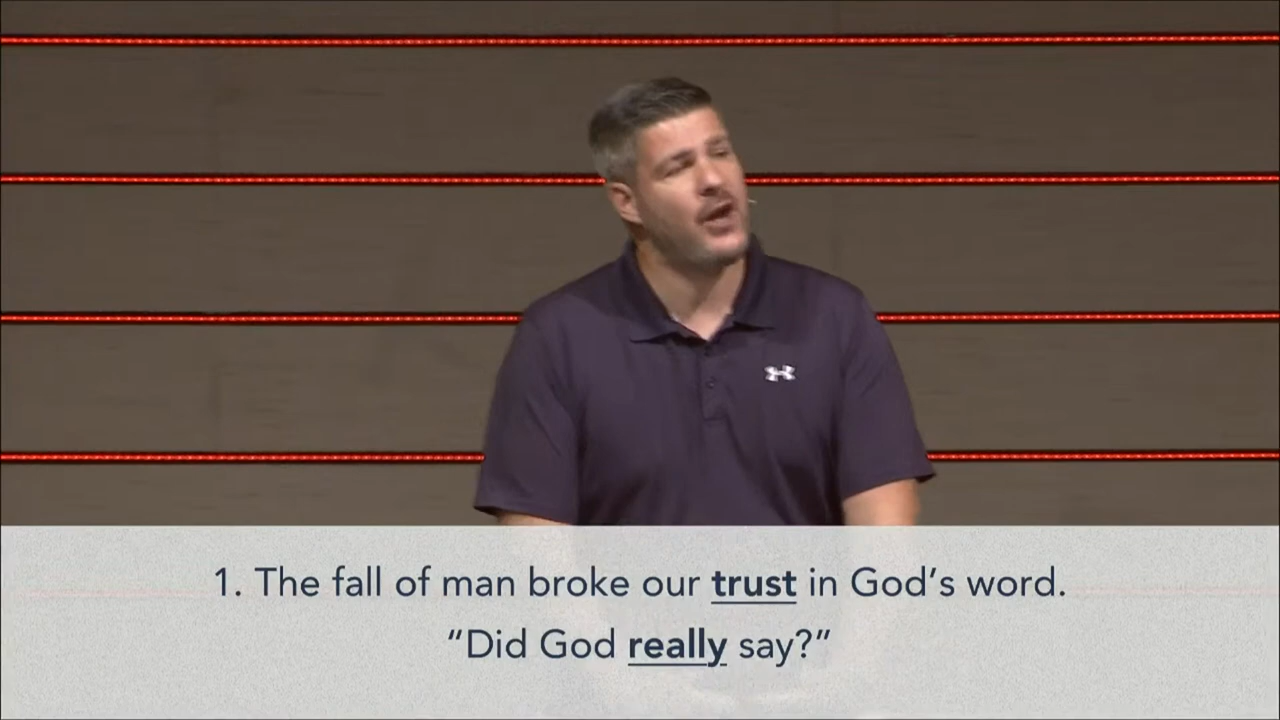 1. The fall of man broke our trust in God’s word.
“Did God really say?”